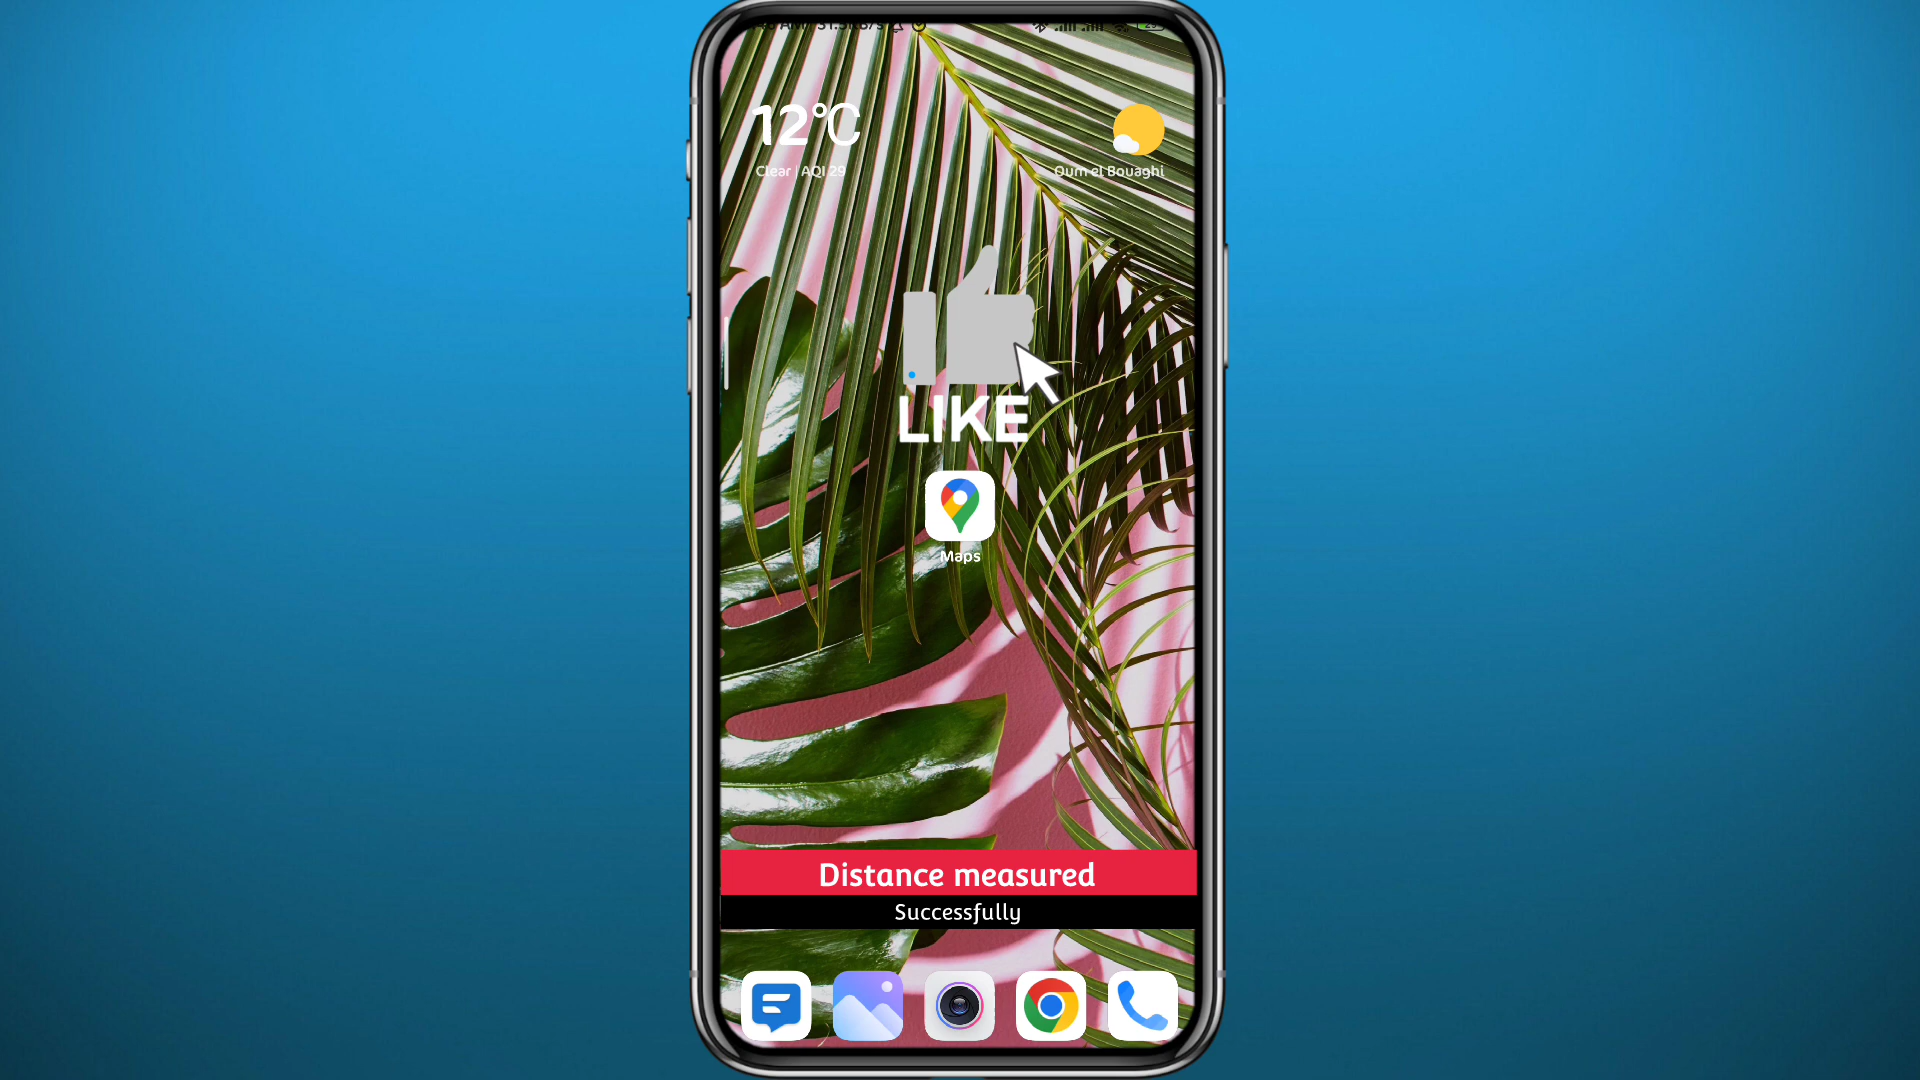 12°C
Clear | AQI 29
Oum el Bouaghi
LIKE
Maps
Distance measured
Successfully